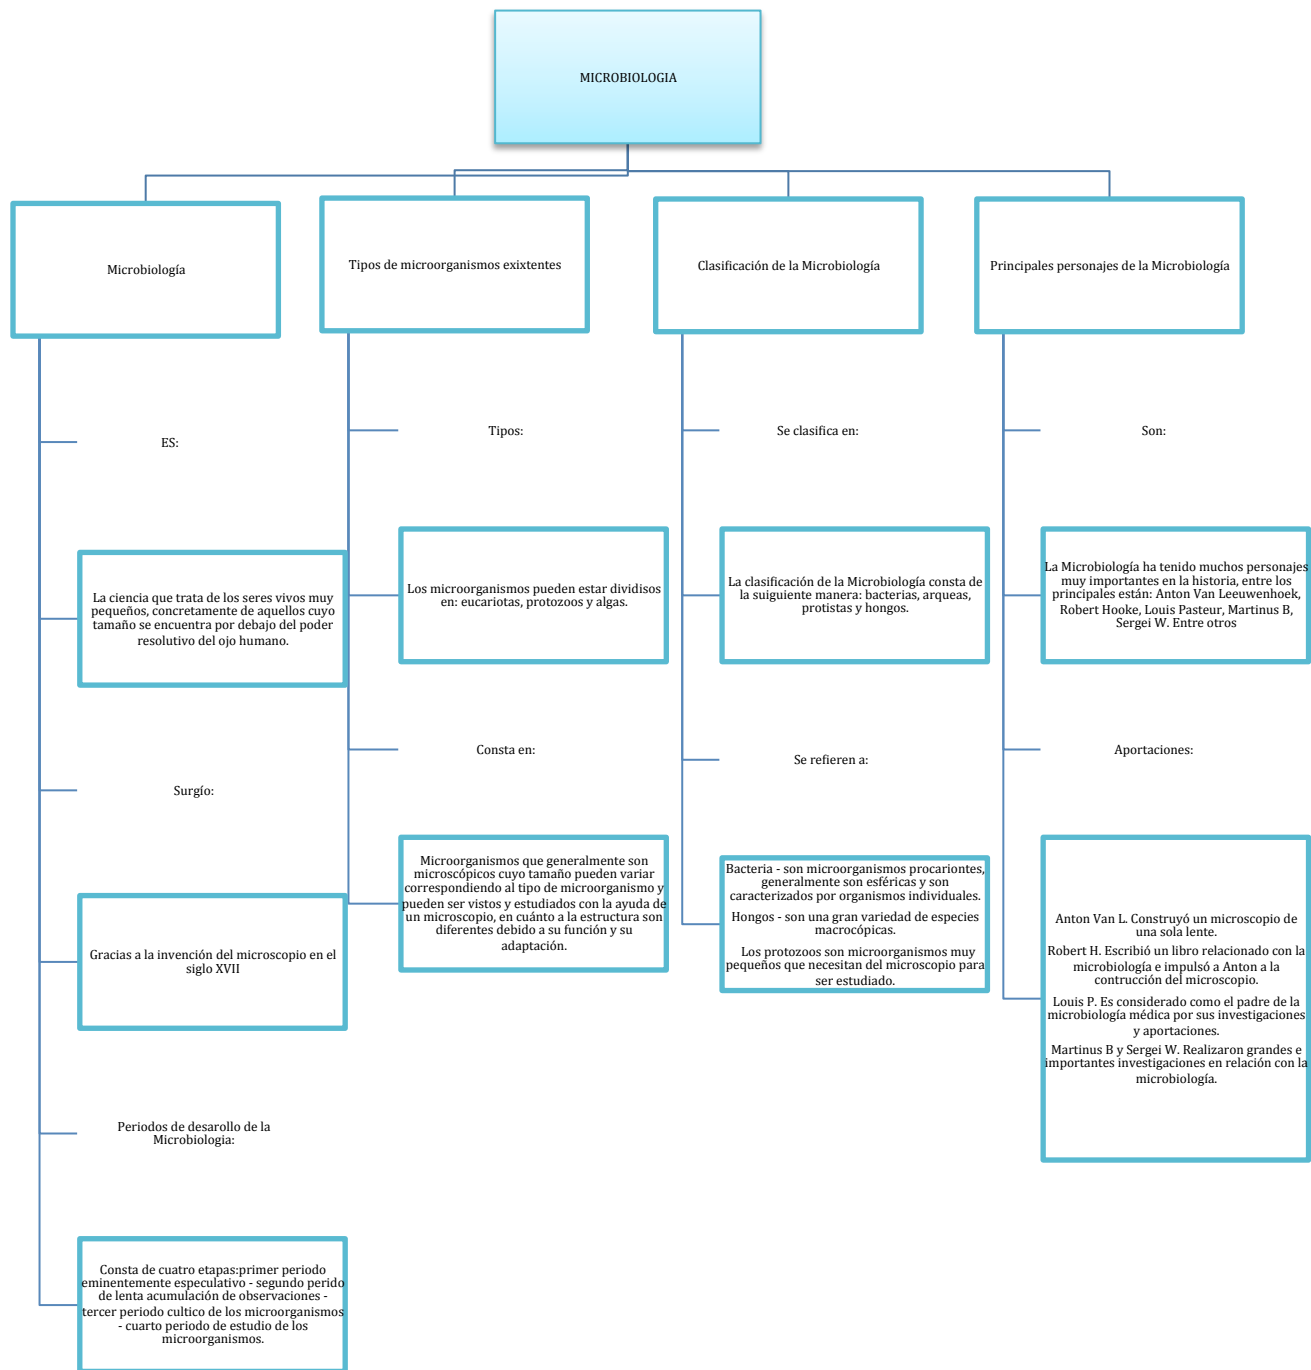 MICROBIOLOGIA
Microbiología
ES:
La ciencia que trata de los seres vivos muy
pequeños, concretamente de aquellos cuyo
tamaño se encuentra por debajo del poder
resolutivo del ojo humano.
Surgío:
Gracias a la invención del microscopio en el
siglo XVII
Periodos de desarollo de la
Microbiologia:
Consta de cuatro etapas:primer periodo
eminentemente especulativo - segundo perido
de lenta acumulación de observaciones -
tercer periodo cultico de los microorganismos
- cuarto periodo de estudio de los
microorganismos.
Tipos de microorganismos exixtentes
Tipos:
Los microorganismos pueden estar dividisos
en: eucariotas, protozoos y algas.
Consta en:
Microorganismos que generalmente son
microscópicos cuyo tamaño pueden variar
correspondiendo al tipo de microorganismo y
pueden ser vistos y estudiados con la ayuda de
un microscopio, en cuánto a la estructura son
diferentes debido a su función y su
adaptación.
Clasificación de la Microbiología
Se clasifica en:
La clasificación de la Microbiología consta de
la suiguiente manera: bacterias, arqueas,
protistas y hongos.
Se refieren a:
Bacteria - son microorganismos procariontes,
generalmente son esféricas y son
caracterizados por organismos individuales.
Hongos - son una gran variedad de especies
macrocópicas.
Los protozoos son microorganismos muy
pequeños que necesitan del microscopio para
ser estudiado.
Principales personajes de la Microbiología
Son:
La Microbiología ha tenido muchos personajes
muy importantes en la historia, entre los
principales están: Anton Van Leeuwenhoek,
Robert Hooke, Louis Pasteur, Martinus B,
Sergei W. Entre otros
Aportaciones:
Anton Van L. Construyó un microscopio de
una sola lente.
Robert H. Escribió un libro relacionado con la
microbiología e impulsó a Anton a la
contrucción del microscopio.
Louis P. Es considerado como el padre de la
microbiología médica por sus investigaciones
y aportaciones.
Martinus B y Sergei W. Realizaron grandes e
importantes investigaciones en relación con la
microbiología.